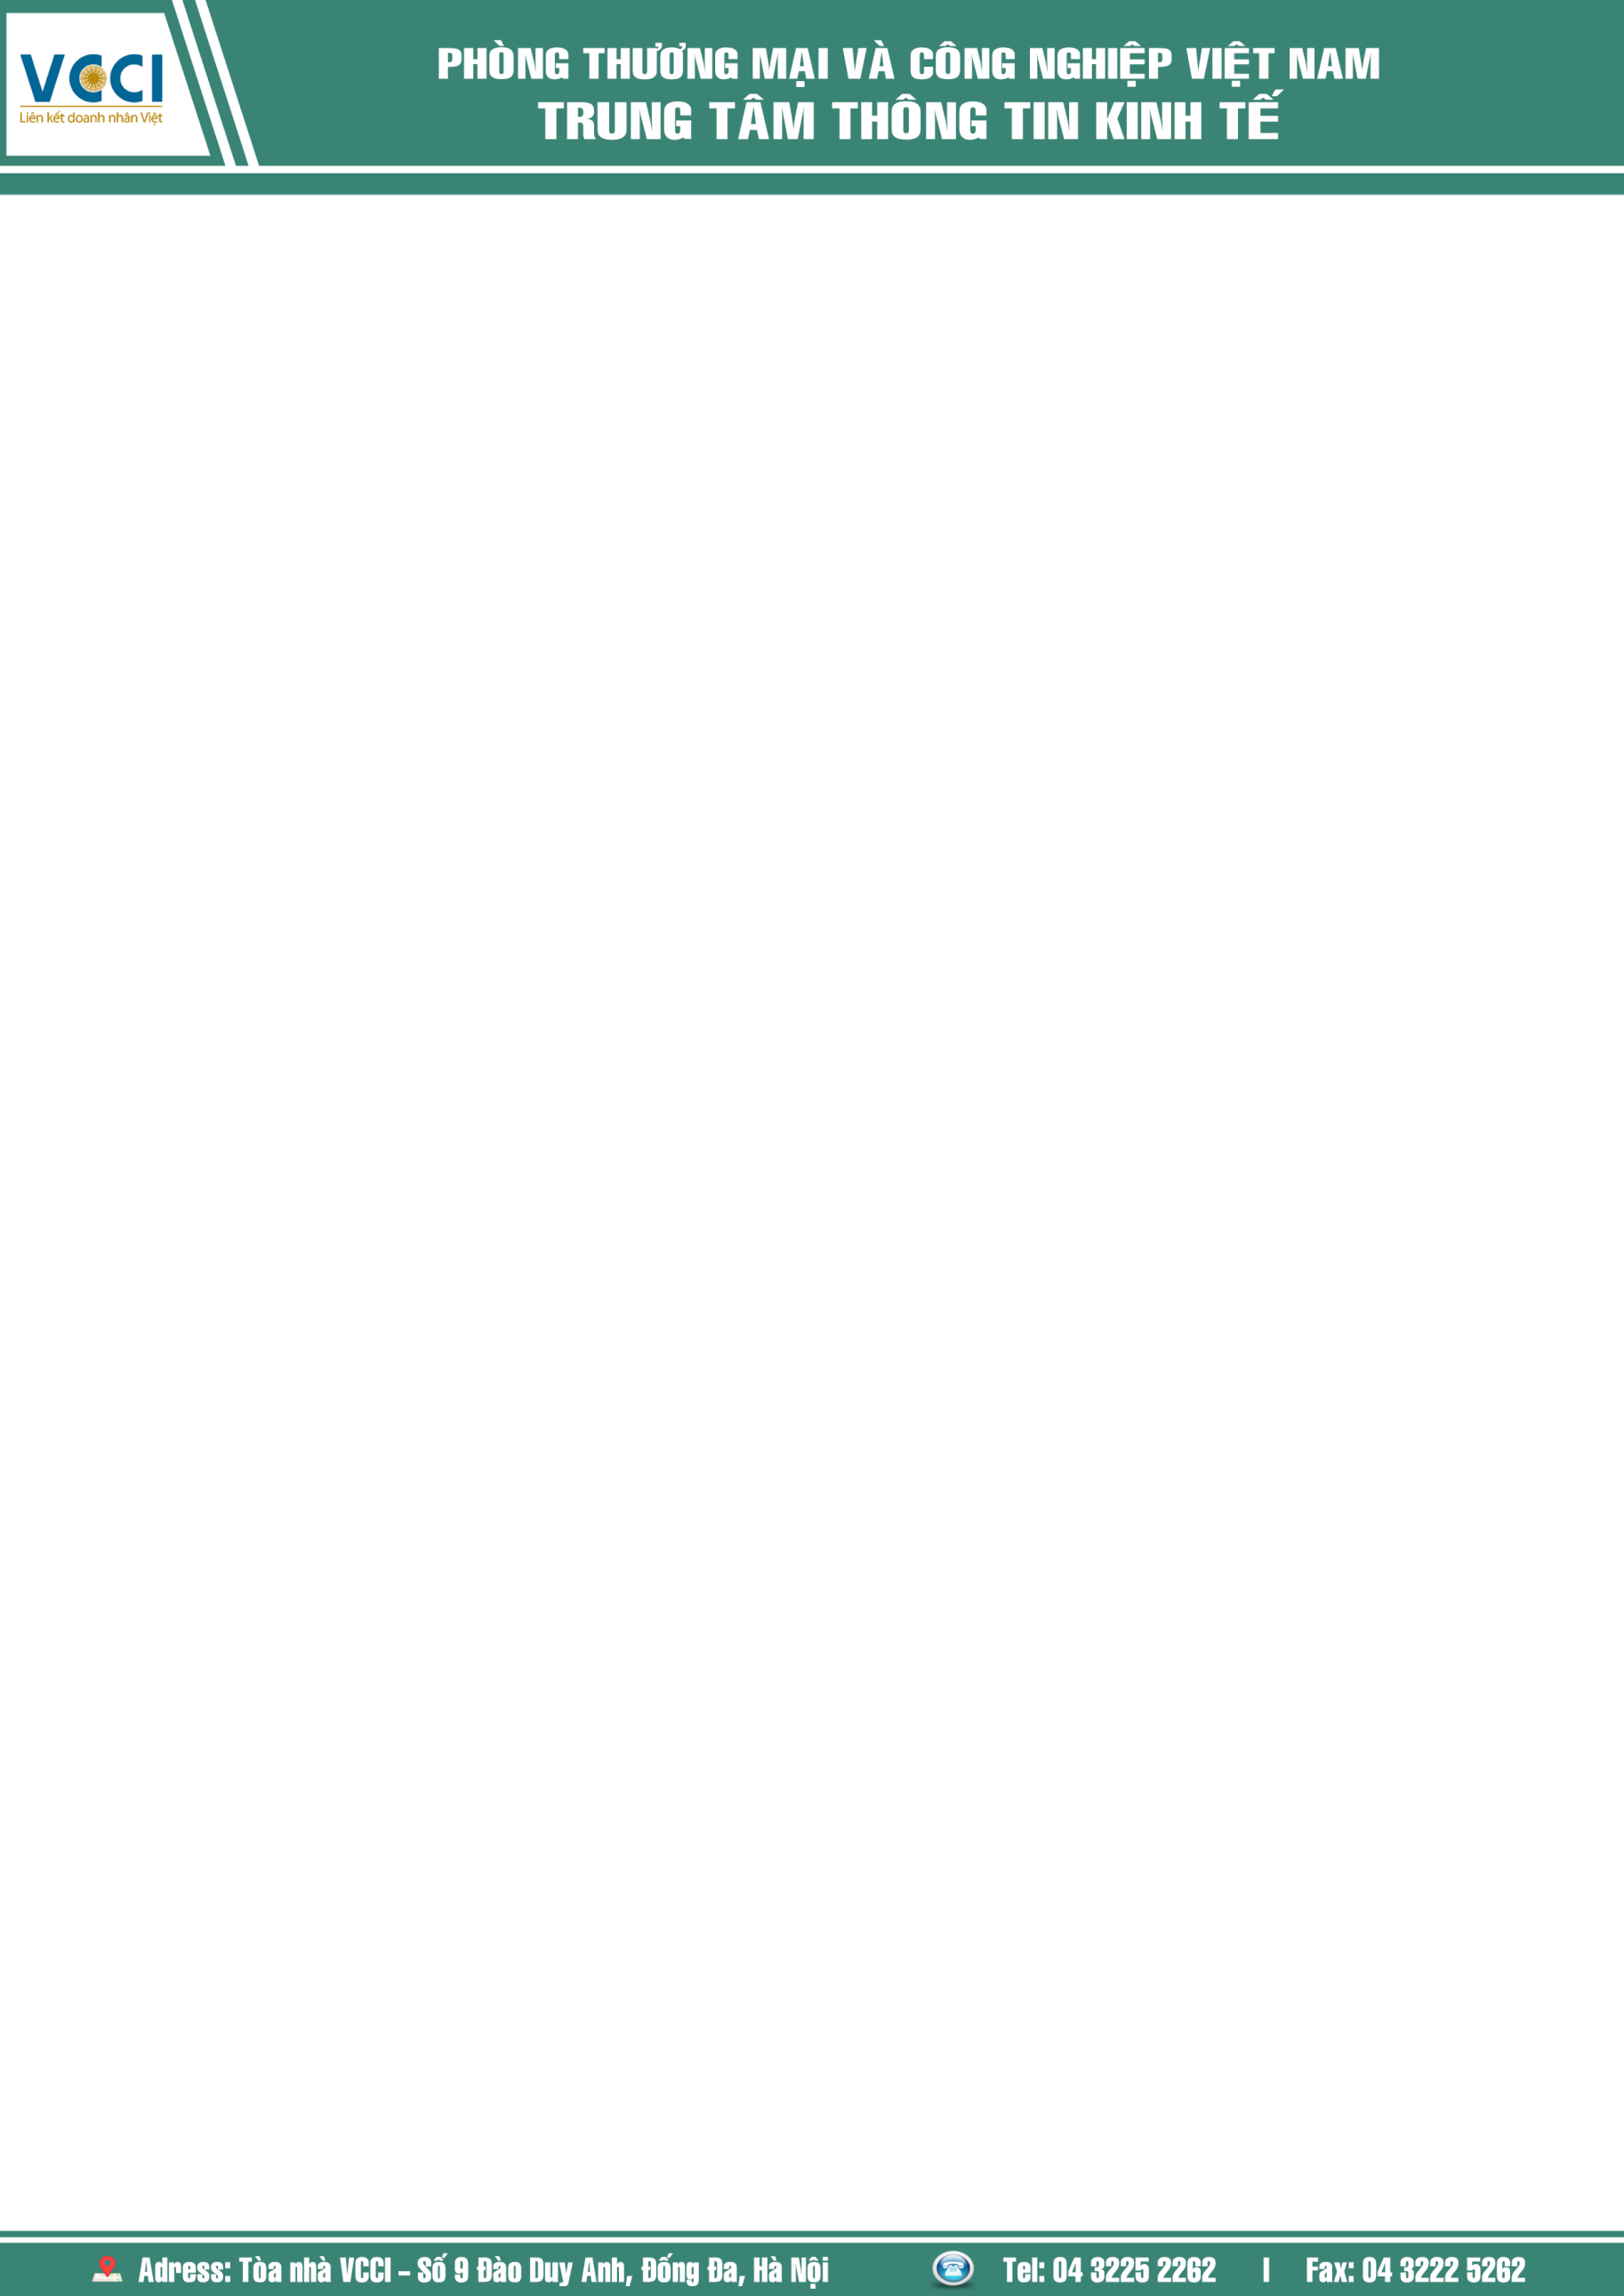 VCCI
Liên kết doanh nhân Việt
PHÒNG THƯƠNG MẠI VÀ CÔNG NGHIỆP VIỆT NAM
TRUNG TÂM THÔNG TIN KINH TẾ
Adress: Tòa nhà VCCI - Số 9 Đào Duy Anh, Đống Đa, Hà Nội
Tel: 04 3225 2262 | Fax: 04 3222 5262